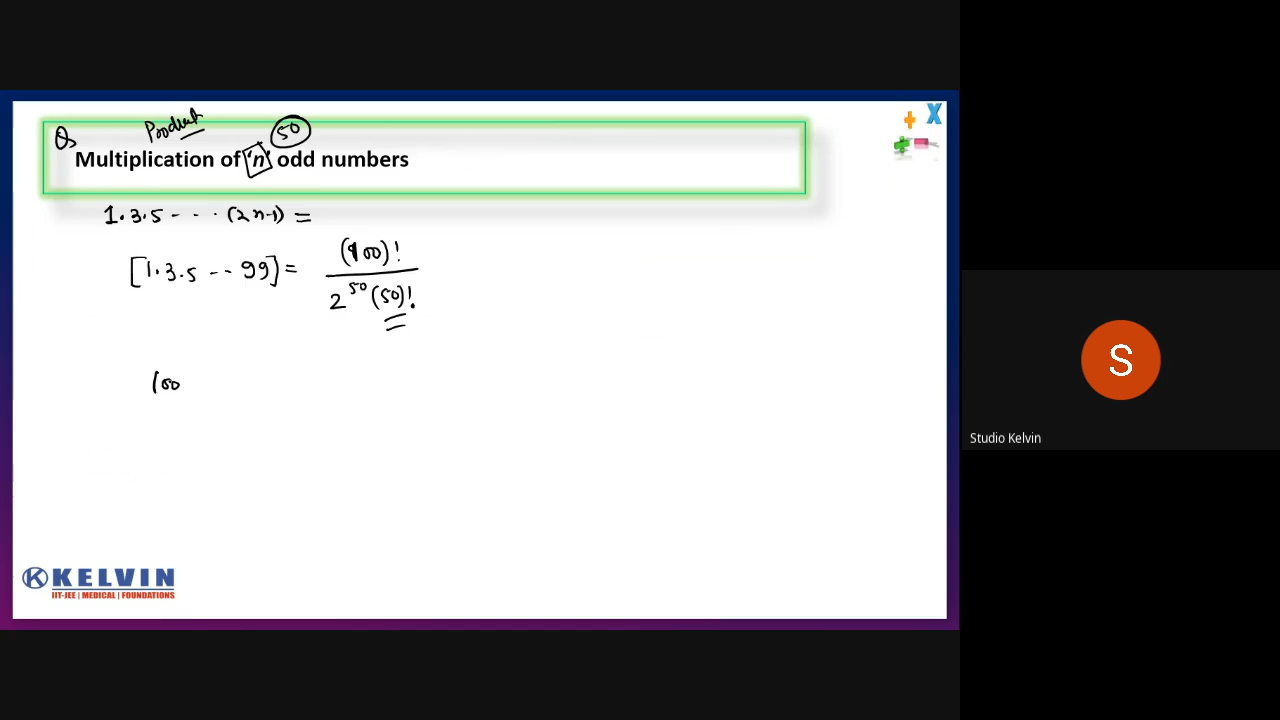 Q Product 50
Multiplication of 'n' odd numbers
1.3.5 - - . . (2n-1) =
[1.3.5 - - 99] = (100)! / 2^50 (50)!
100
S
Studio Kelvin
K KELVIN
IIT-JEE | MEDICAL | FOUNDATIONS